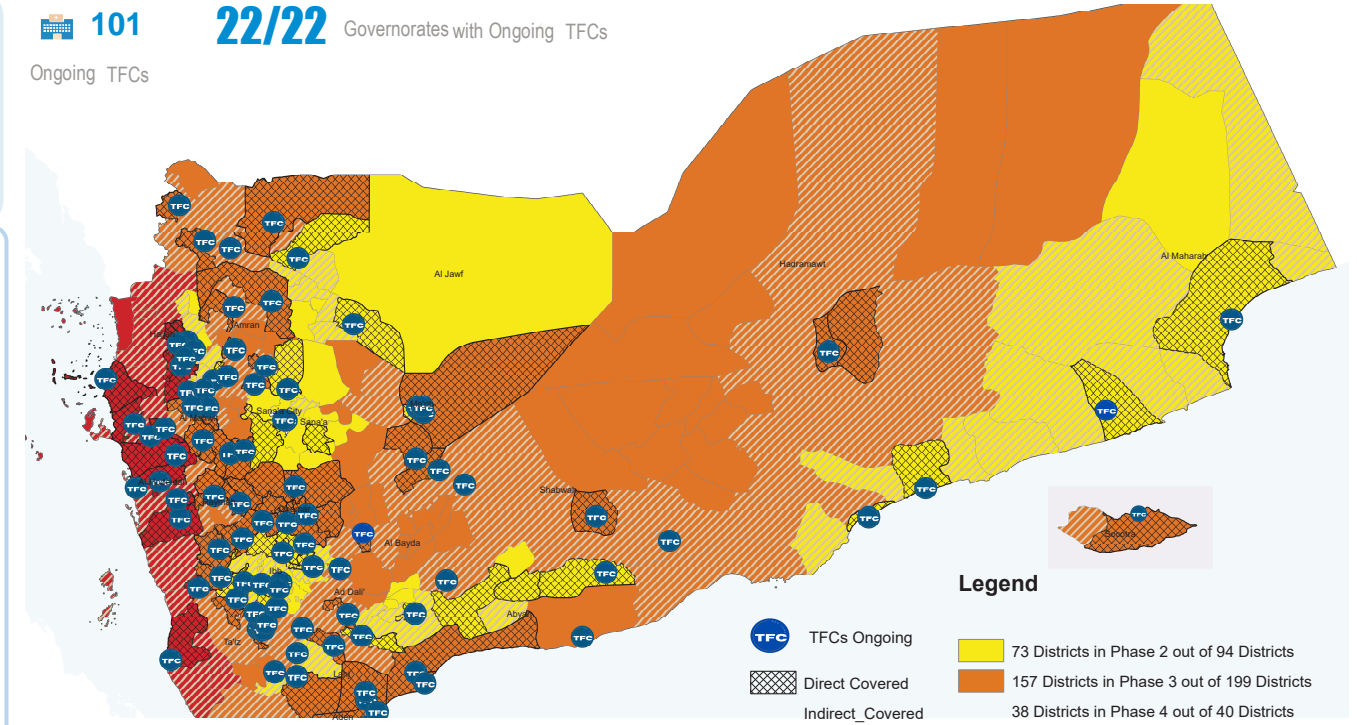 101
22/22 Governorates with Ongoing TFCs
Ongoing TFCs
Al Jawf
Hadramawt
Al Maharah
Amran
Sana'a City
Sana'a
Shabwah
Al Bayda
Ibb
Ad Dali'
Abyan
Ta'iz
Lahj
Aden
Socotra
TFC
Legend
TFC TFCs Ongoing
Direct Covered
Indirect_Covered
73 Districts in Phase 2 out of 94 Districts
157 Districts in Phase 3 out of 199 Districts
38 Districts in Phase 4 out of 40 Districts